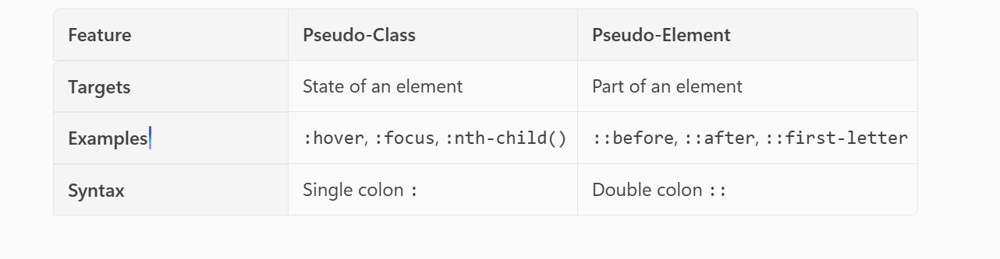 Feature Pseudo-Class Pseudo-Element
Targets State of an element Part of an element
Examples :hover, :focus, :nth-child() ::before, ::after, ::first-letter
Syntax Single colon : Double colon ::